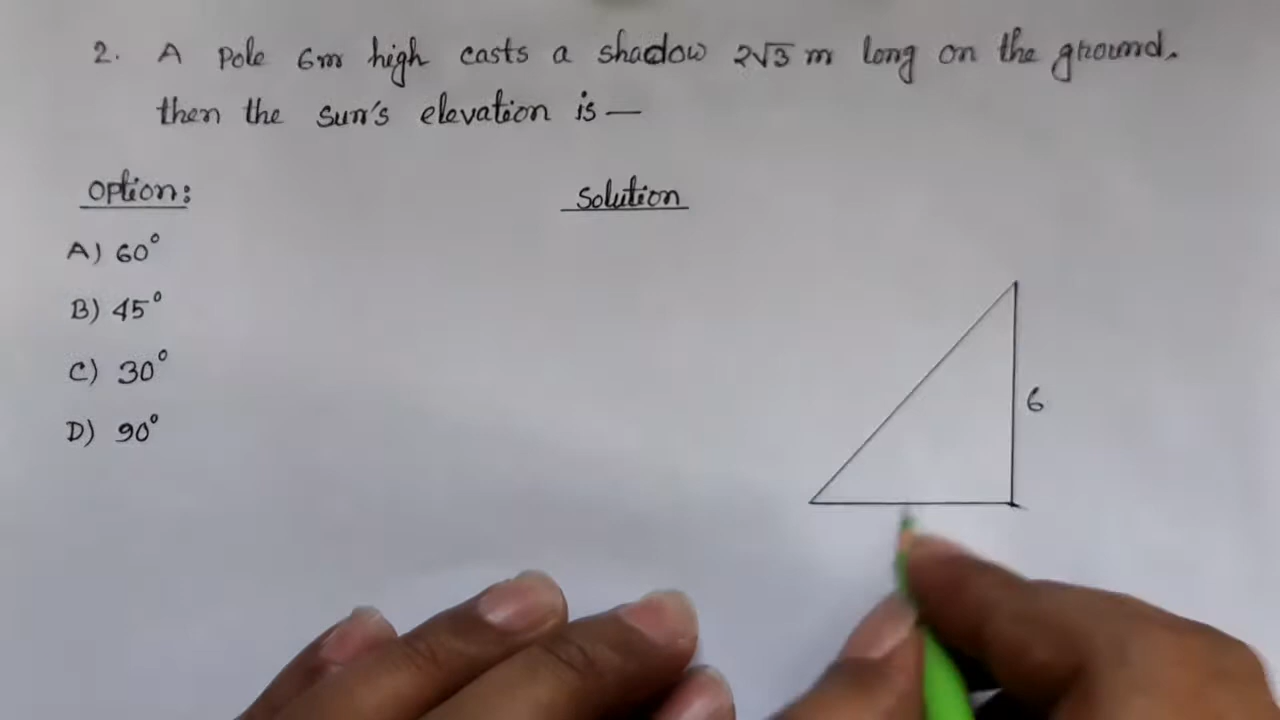 2. A pole 6m high casts a shadow 2√3 m long on the ground.
then the sun's elevation is —
option:
Solution
A) 60°
B) 45°
C) 30°
D) 90°
6